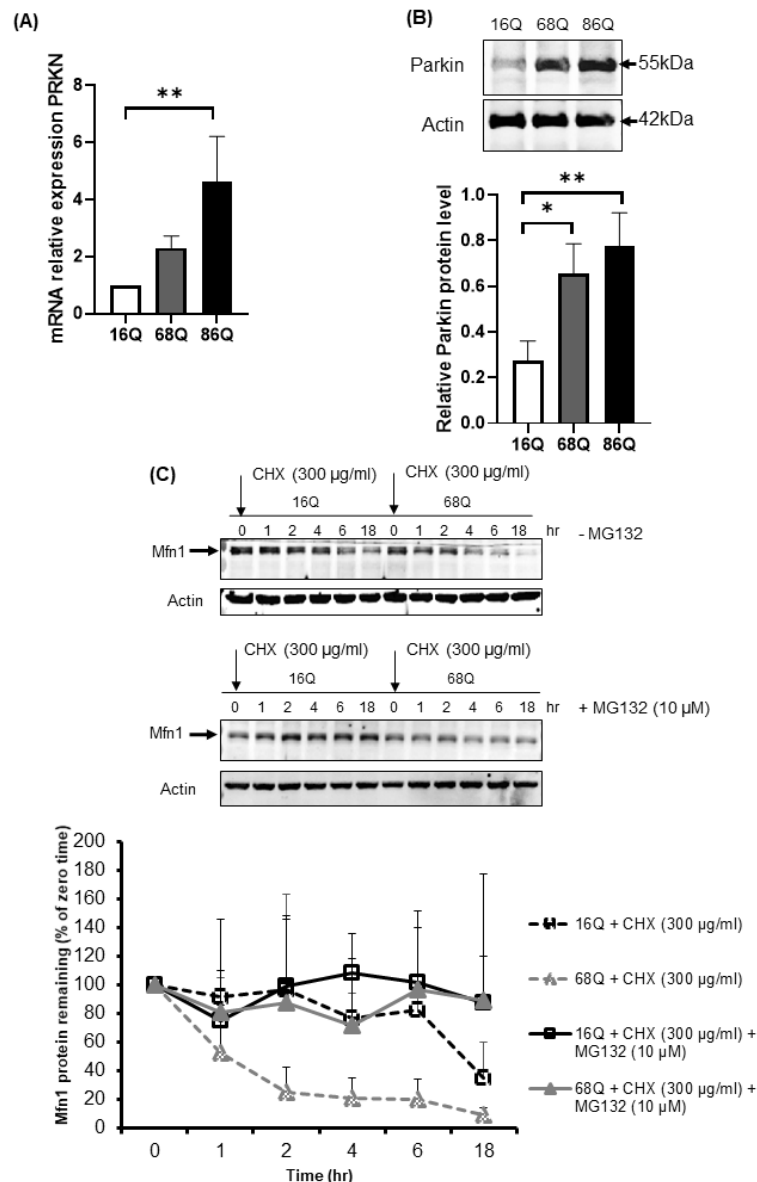 (A)
mRNA relative expression PRKN
8
6
4
2
0
**
16Q 68Q 86Q
(B)
16Q 68Q 86Q
Parkin
55kDa
Actin
42kDa
Relative Parkin protein level
1.0
0.8
0.6
0.4
0.2
0.0
**
*
16Q 68Q 86Q
(C)
CHX (300 µg/ml) CHX (300 µg/ml)
16Q 68Q
0 1 2 4 6 18 0 1 2 4 6 18 hr - MG132
Mfn1
Actin
CHX (300 µg/ml) CHX (300 µg/ml)
16Q 68Q
0 1 2 4 6 18 0 1 2 4 6 18 hr + MG132 (10 µM)
Mfn1
Actin
Mfn1 protein remaining (% of zero time)
200
180
160
140
120
100
80
60
40
20
0
0 1 2 4 6 18
Time (hr)
16Q + CHX (300 µg/ml)
68Q + CHX (300 µg/ml)
16Q + CHX (300 µg/ml) +
MG132 (10 µM)
68Q + CHX (300 µg/ml) +
MG132 (10 µM)